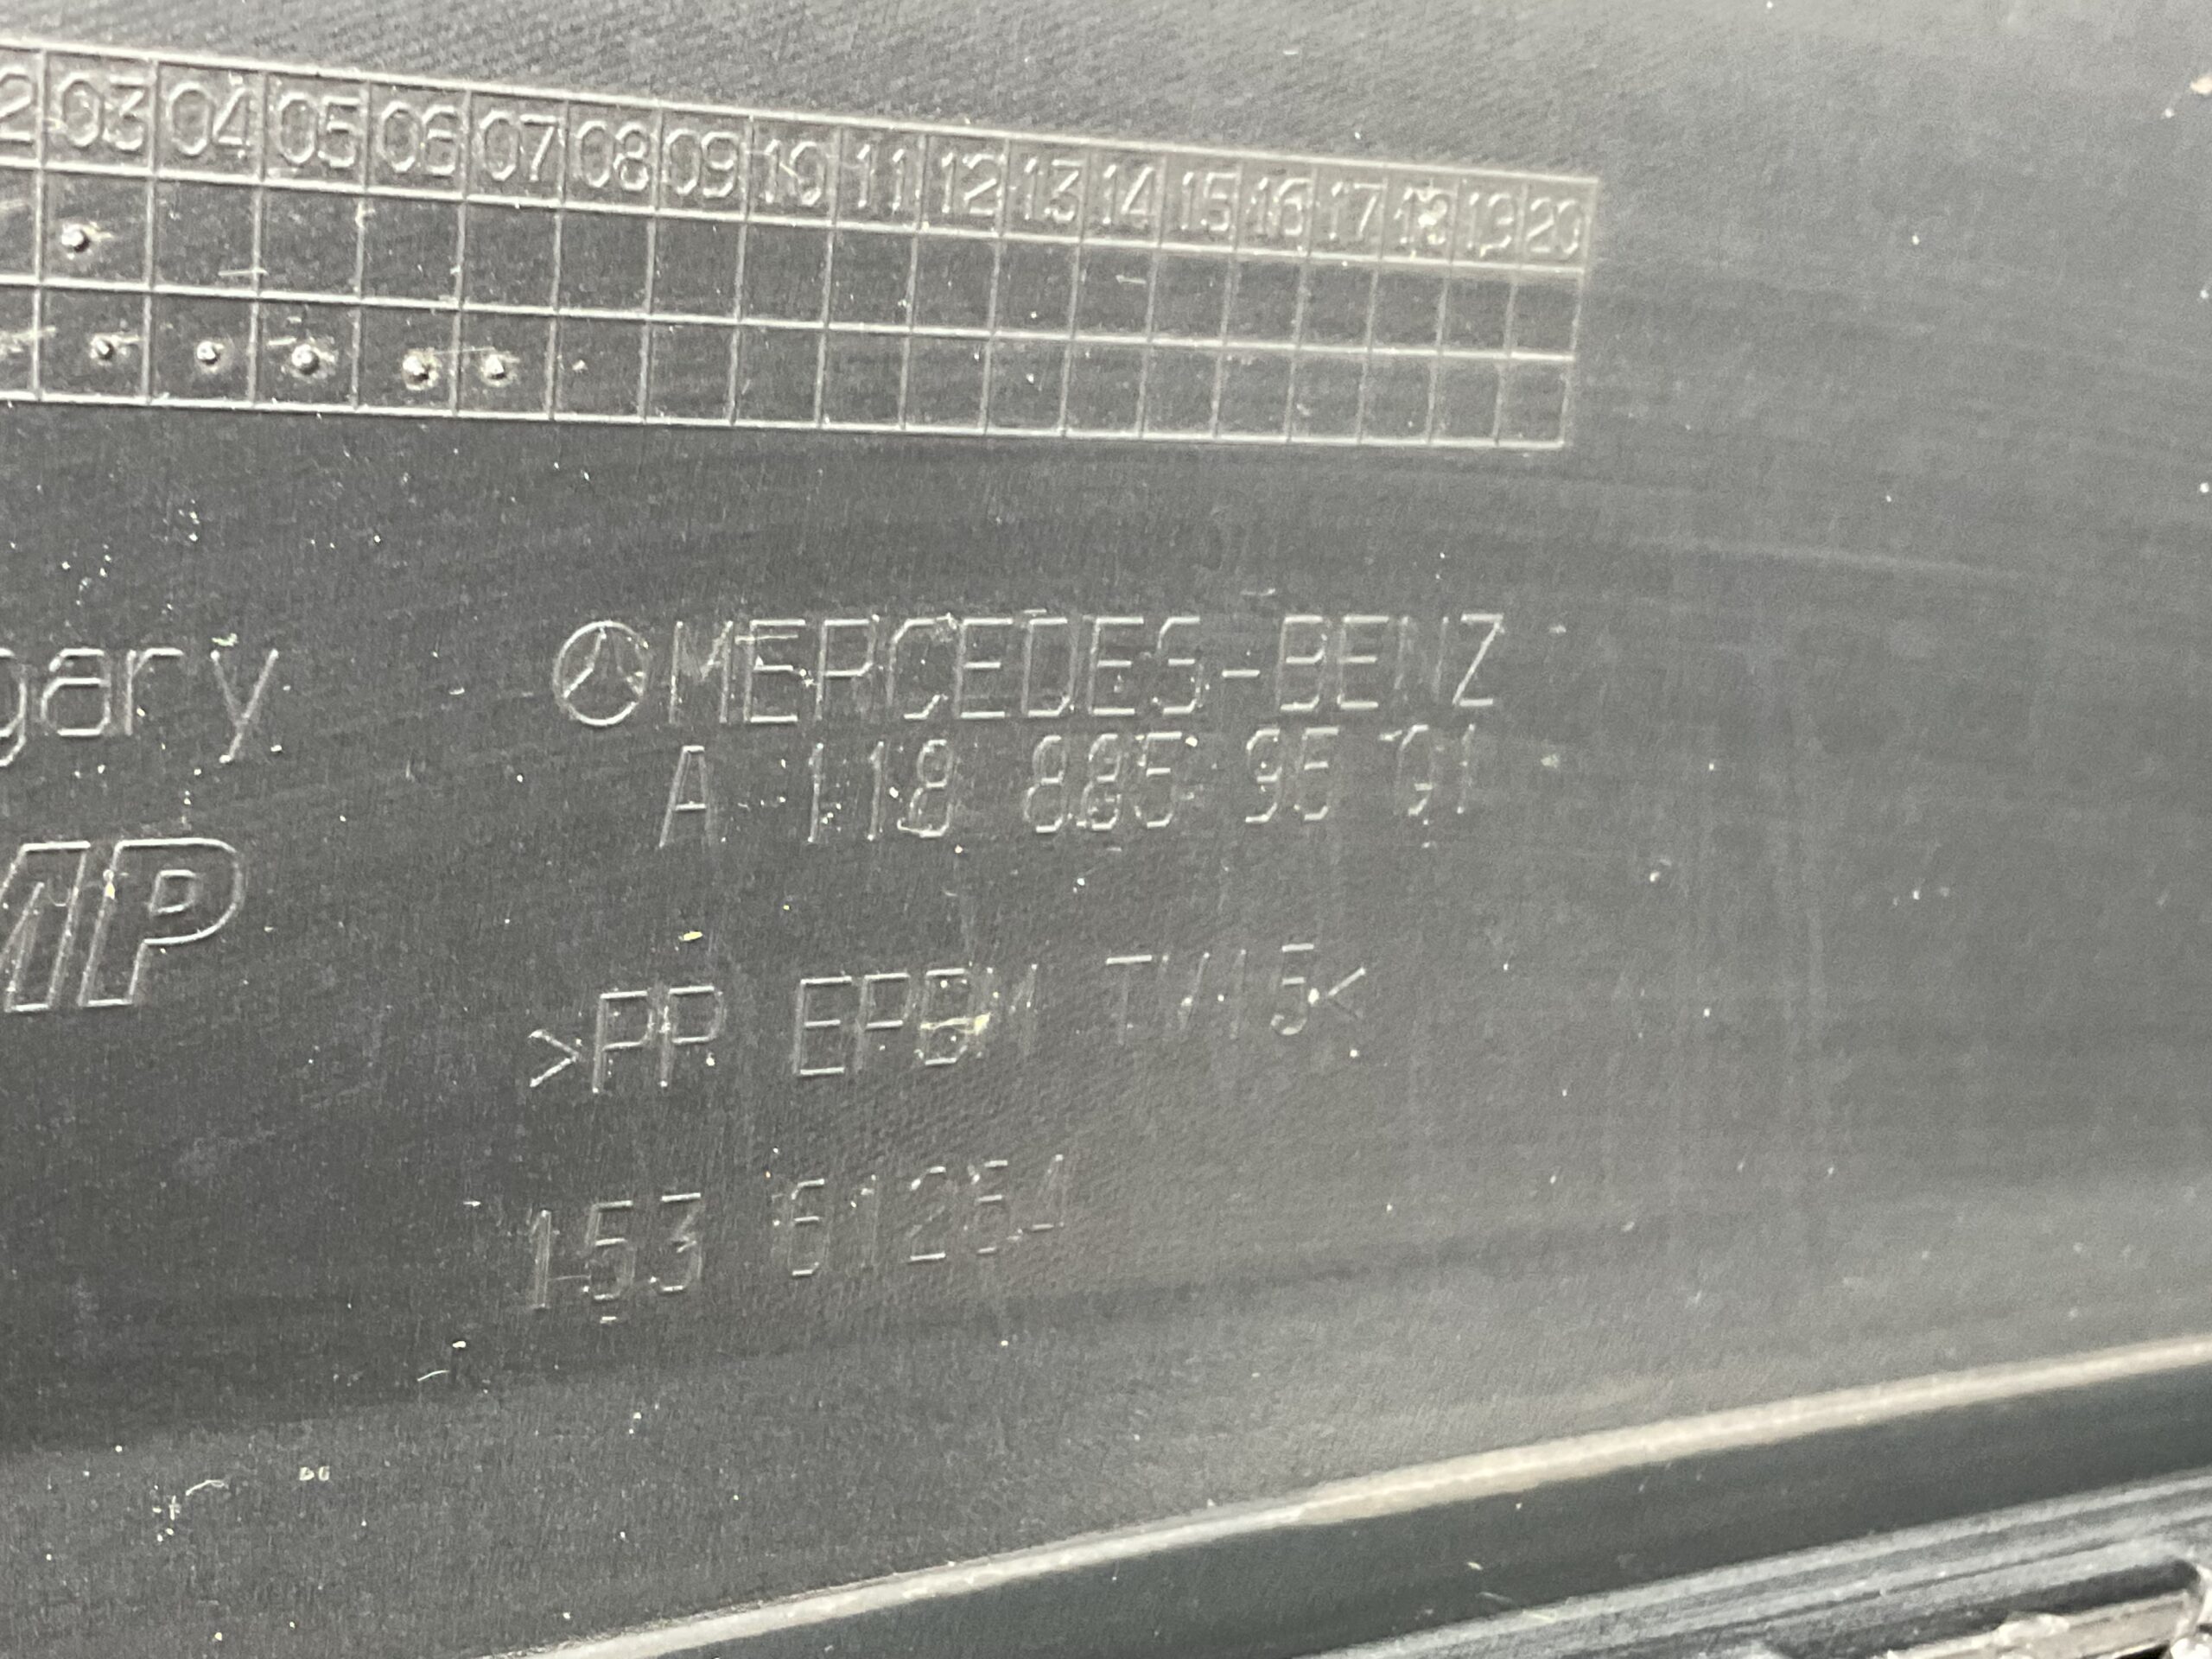 03 04 05 06 07 08 09 10 11 12 13 14 15 16 17 18 19 20
gary
MERCEDES-BENZ
A 118 885 95 01
>PP EPDM TV15<
153 61264